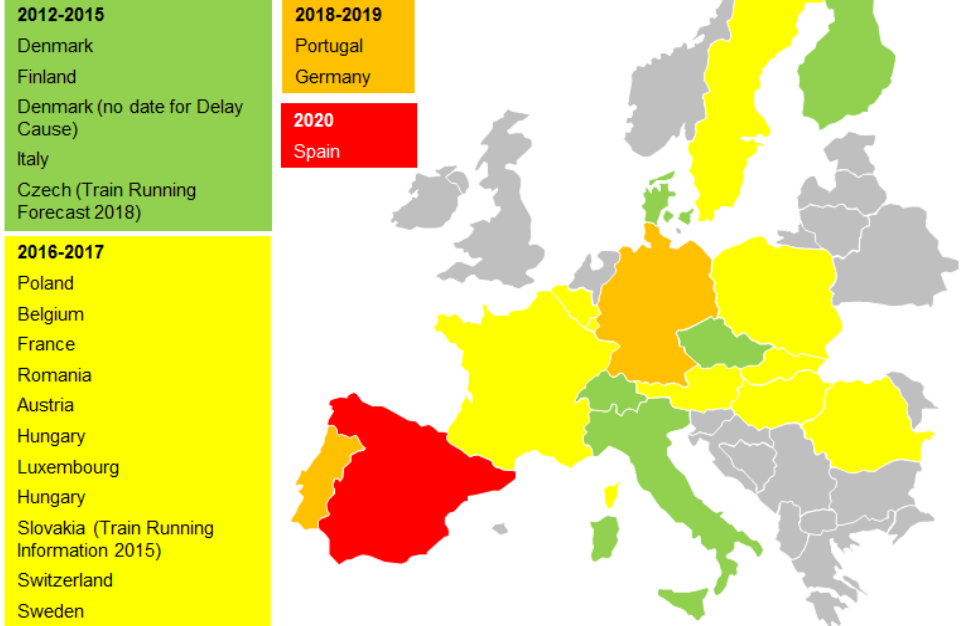 2012-2015
Denmark
Finland
Denmark (no date for Delay
Cause)
Italy
Czech (Train Running
Forecast 2018)
2016-2017
Poland
Belgium
France
Romania
Austria
Hungary
Luxembourg
Hungary
Slovakia (Train Running
Information 2015)
Switzerland
Sweden
2018-2019
Portugal
Germany
2020
Spain